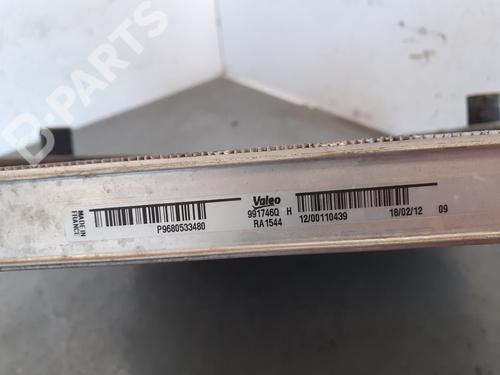 D-PARTS
MADE IN
FRANCE
P9680533480
Valeo
991746Q H
RA1544
12/00110439
18/02/12 09